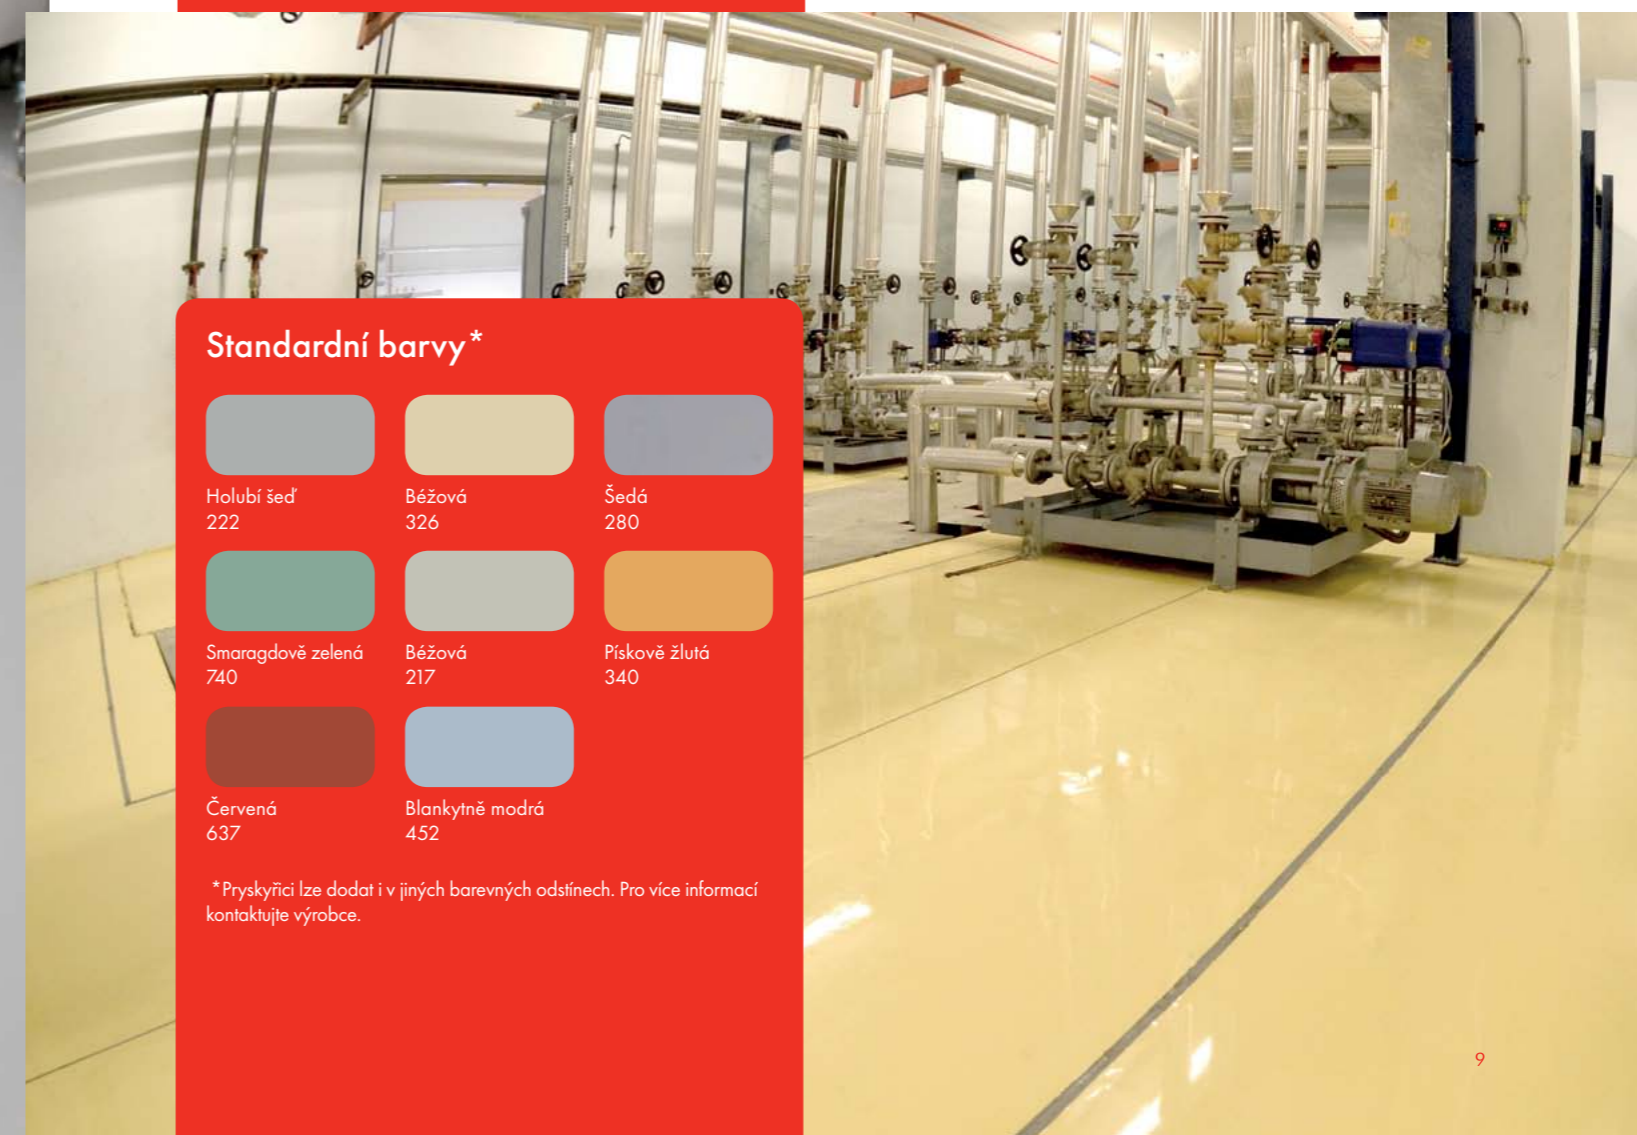 Standardní barvy*
Holubí šeď
222
Béžová
326
Šedá
280
Smaragdově zelená
740
Béžová
217
Pískově žlutá
340
Červená
637
Blankytně modrá
452
*Pryskyřici lze dodat i v jiných barevných odstínech. Pro více informací
kontaktujte výrobce.
9